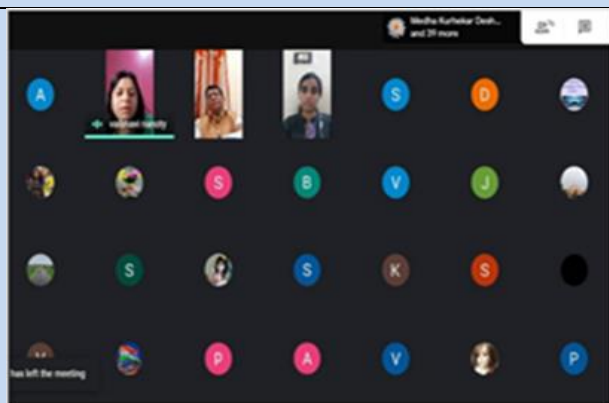 Medha Kurhekar Desh...
and 39 more
A
S
D
S
B
V
J
S
S
K
S
has left the meeting
P
A
V
P